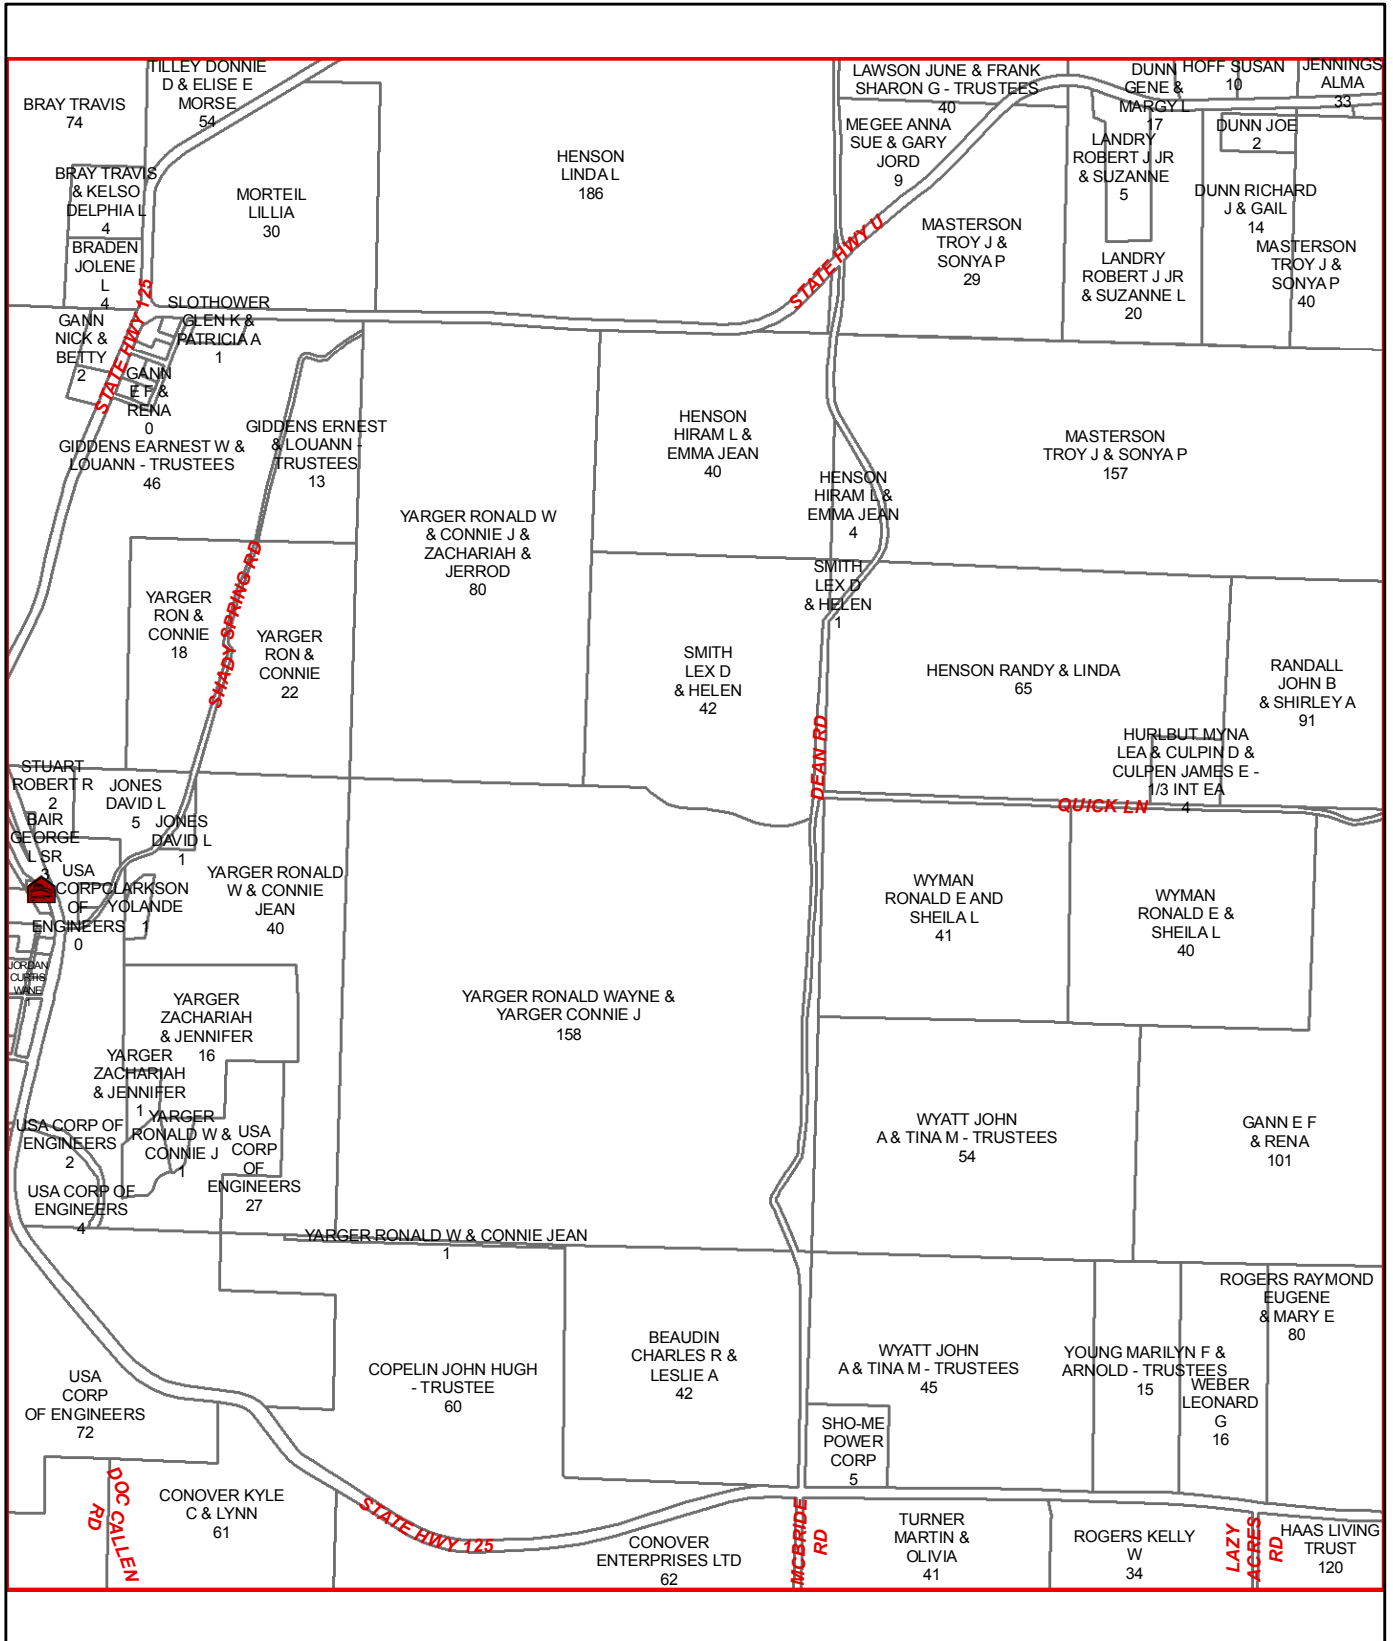 BRAY TRAVIS
74
TILLEY DONNIE
D & ELISE E
MORSE
54
BRAY TRAVIS
& KELSO
DELPHIA L
4
BRADEN
JOLENE
L
4
MORTEIL
LILLIA
30
HENSON
LINDA L
186
LAWSON JUNE & FRANK
SHARON G - TRUSTEES
40
MEGEE ANNA
SUE & GARY
JORD
9
DUNN
GENE &
MARGY L
17
HOFF SUSAN
10
JENNINGS
ALMA
33
DUNN JOE
2
LANDRY
ROBERT J JR
& SUZANNE
5
DUNN RICHARD
J & GAIL
14
MASTERSON
TROY J &
SONYA P
29
LANDRY
ROBERT J JR
& SUZANNE L
20
MASTERSON
TROY J &
SONYA P
40
STATE HWY U
STATE HWY 125
GANN
NICK &
BETTY
2
SLOTHOWER
GLEN K &
PATRICIA A
1
GANN
E F &
RENA
0
GIDDENS EARNEST W &
LOUANN - TRUSTEES
46
GIDDENS ERNEST
& LOUANN -
TRUSTEES
13
HENSON
HIRAM L &
EMMA JEAN
40
MASTERSON
TROY J & SONYA P
157
HENSON
HIRAM L &
EMMA JEAN
4
YARGER RONALD W
& CONNIE J &
ZACHARIAH &
JERROD
80
SMITH
LEX D
& HELEN
1
YARGER
RON &
CONNIE
18
SHADY SPRING RD
YARGER
RON &
CONNIE
22
SMITH
LEX D
& HELEN
42
HENSON RANDY & LINDA
65
RANDALL
JOHN B
& SHIRLEY A
91
DEAN RD
HURLBUT MYNA
LEA & CULPIN D &
CULPEN JAMES E -
1/3 INT EA
4
QUICK LN
STUART
ROBERT R
2
JONES
DAVID L
5
JONES
DAVID L
1
BAIR
GEORGE
L SR
3
USA
CORP
OF
ENGINEERS
0
CLARKSON
YOLANDE
1
YARGER RONALD
W & CONNIE
JEAN
40
WYMAN
RONALD E AND
SHEILA L
41
WYMAN
RONALD E &
SHEILA L
40
JORDAN
CURTIS
WANE
1
YARGER
ZACHARIAH
& JENNIFER
16
YARGER RONALD WAYNE &
YARGER CONNIE J
158
YARGER
ZACHARIAH
& JENNIFER
1
YARGER
RONALD W &
CONNIE J
1
USA CORP OF
ENGINEERS
2
USA
CORP
OF
ENGINEERS
27
USA CORP OF
ENGINEERS
4
WYATT JOHN
A & TINA M - TRUSTEES
54
GANN E F
& RENA
101
YARGER RONALD W & CONNIE JEAN
1
ROGERS RAYMOND
EUGENE
& MARY E
80
BEAUDIN
CHARLES R &
LESLIE A
42
COPELIN JOHN HUGH
- TRUSTEE
60
WYATT JOHN
A & TINA M - TRUSTEES
45
YOUNG MARILYN F &
ARNOLD - TRUSTEES
15
WEBER
LEONARD
G
16
USA
CORP
OF ENGINEERS
72
SHO-ME
POWER
CORP
5
DOC CALLEN
RD
CONOVER KYLE
C & LYNN
61
STATE HWY 125
CONOVER
ENTERPRISES LTD
62
MCBRIDE
RD
TURNER
MARTIN &
OLIVIA
41
ROGERS KELLY
W
34
LAZY
ACRES
RD
HAAS LIVING
TRUST
120